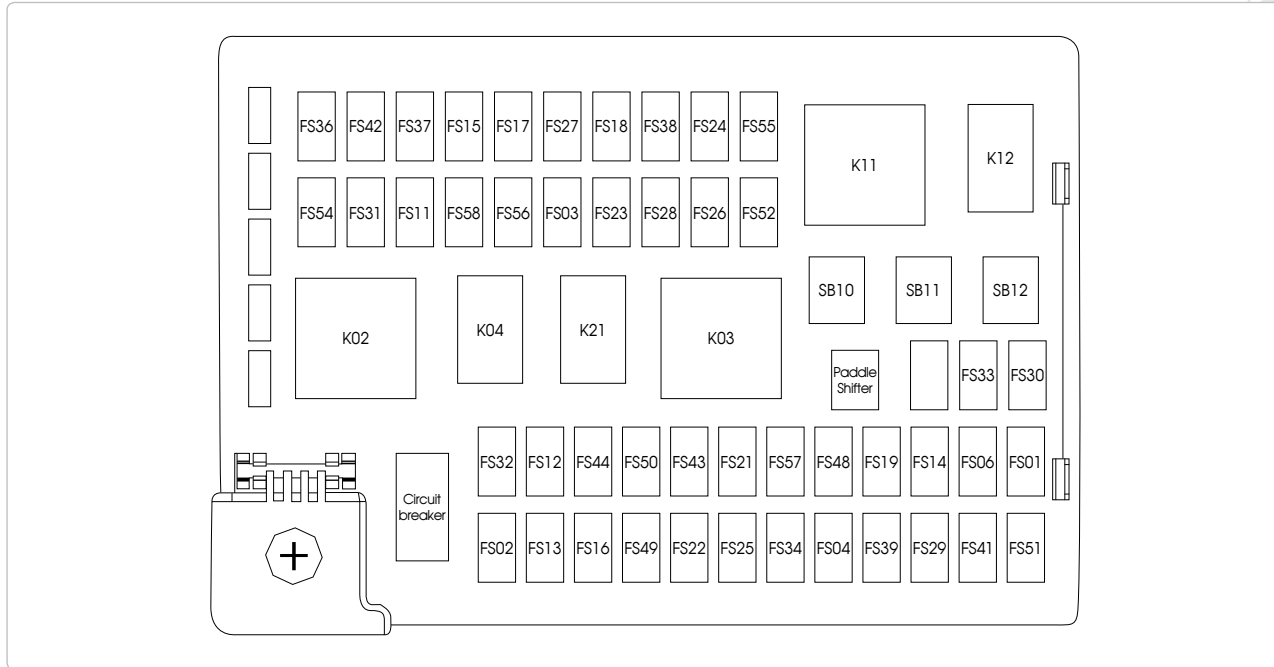 FS36 FS42 FS37 FS15 FS17 FS27 FS18 FS38 FS24 FS55
K11
K12
FS54 FS31 FS11 FS58 FS56 FS03 FS23 FS28 FS26 FS52
SB10 SB11 SB12
K02
K04
K21
K03
Paddle
Shifter
FS33 FS30
Circuit
breaker
FS32 FS12 FS44 FS50 FS43 FS21 FS57 FS48 FS19 FS14 FS06 FS01
FS02 FS13 FS16 FS49 FS22 FS25 FS34 FS04 FS39 FS29 FS41 FS51